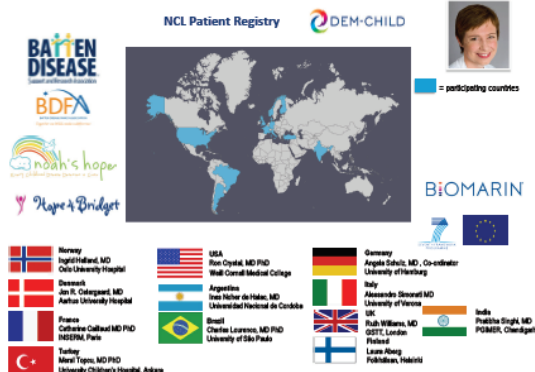 NCL Patient Registry
DEM-CHILD
BATTEN
DISEASE
Support and Research Association
BDFA
noah's hope
Hope 4 Bridget
= participating countries
BIOMARIN
7
Norway
Ingrid Helland, MD
Oslo University Hospital
Denmark
Jon R. Ostergaard, MD
Aarhus University Hospital
France
Catherine Caillaud MD PhD
INSERM, Paris
Turkey
Meral Topcu, MD PhD
University Chidren's Hospital, Ankara
USA
Ron Crystal, MD PhD
Weill Cornell Medical College
Argentina
Ines Noher de Halac, MD
Universidad Nacional de Cordoba
Brazil
Charles Lourenco, MD PhD
University of São Paulo
Germany
Angela Schulz, MD , Co-ordinator
University of Hamburg
Italy
Alessandro Simonati MD
University of Verona
UK
Ruth Williams, MD
GSTT, London
Finland
Laura Aberg
Folkhälsan, Helsinki
India
Pratibha Singhi, MD
PGIMER, Chandigarh